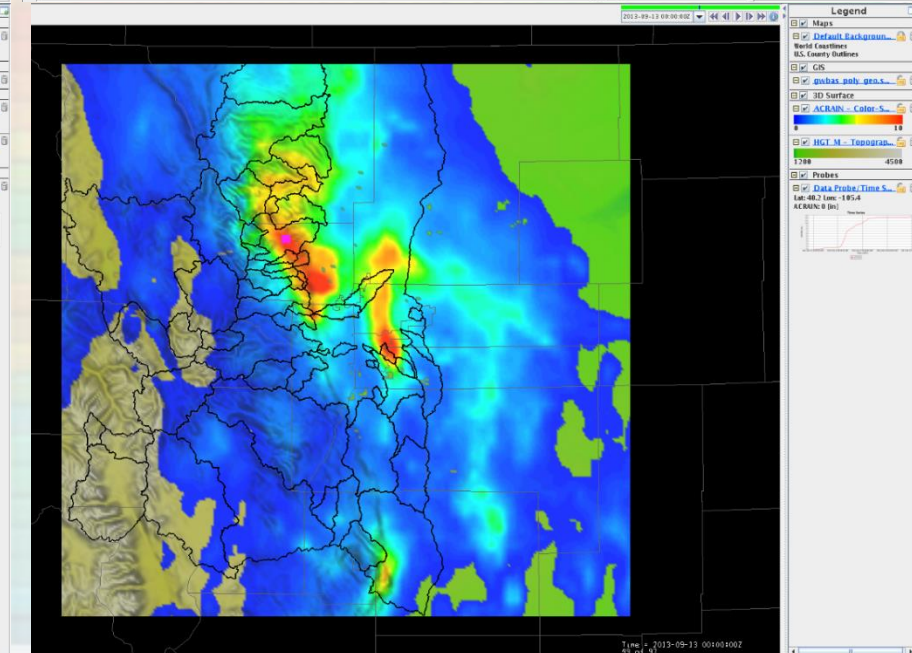 2013-09-13 00:00:00Z
Legend
Maps
Default Backgroun...
World Coastlines
U.S. County Outlines
GIS
gwbas_poly_geo.s...
3D Surface
ACRAIN - Color-S...
0 10
HGT_M - Topograp...
1200 4500
Probes
Data Probe/Time S...
Lat: 40.2 Lon: -105.4
ACRAIN: 0 [in]
Time Series
Time = 2013-09-13 00:00:00Z